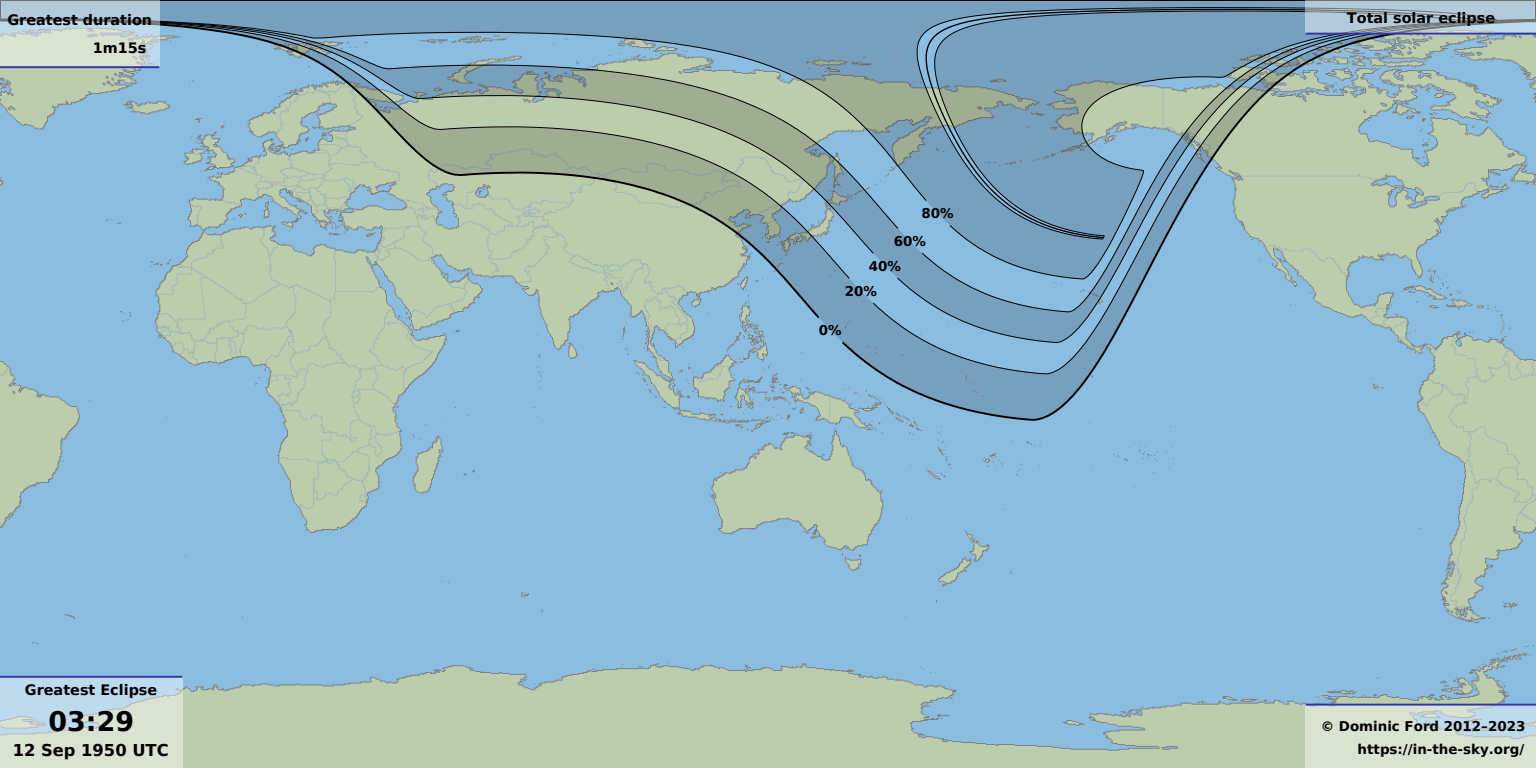 Greatest duration
1m15s
Total solar eclipse
80%
60%
40%
20%
0%
Greatest Eclipse
03:29
12 Sep 1950 UTC
© Dominic Ford 2012–2023
https://in-the-sky.org/